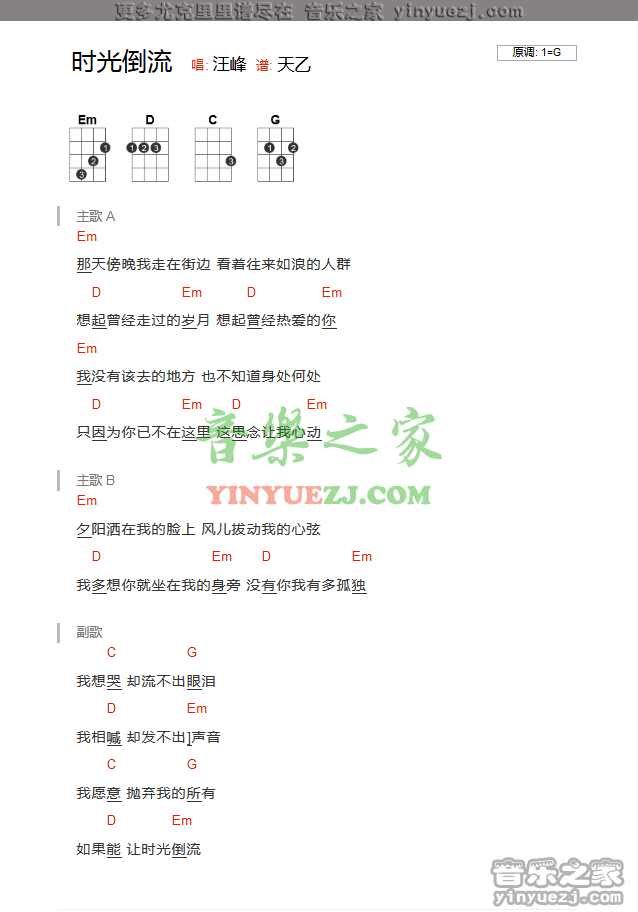 更多尤克里里谱尽在 音乐之家 yinyuezj.com
时光倒流 唱: 汪峰 谱: 天乙
原调: 1=G
Em D C G
1 1 2 3 1 2
2 3 3
3
主歌 A
Em
那天傍晚我走在街边 看着往来如浪的人群
D Em D Em
想起曾经走过的岁月 想起曾经热爱的你
Em
我没有该去的地方 也不知道身处何处
D Em D Em
只因为你已不在这里 这思念让我心动
音樂之家
YINYUEZJ.COM
主歌 B
Em
夕阳洒在我的脸上 风儿拔动我的心弦
D Em D Em
我多想你就坐在我的身旁 没有你我有多孤独
副歌
C G
我想哭 却流不出眼泪
D Em
我相喊 却发不出]声音
C G
我愿意 抛弃我的所有
D Em
如果能 让时光倒流
音乐之家
yinyuezj.com